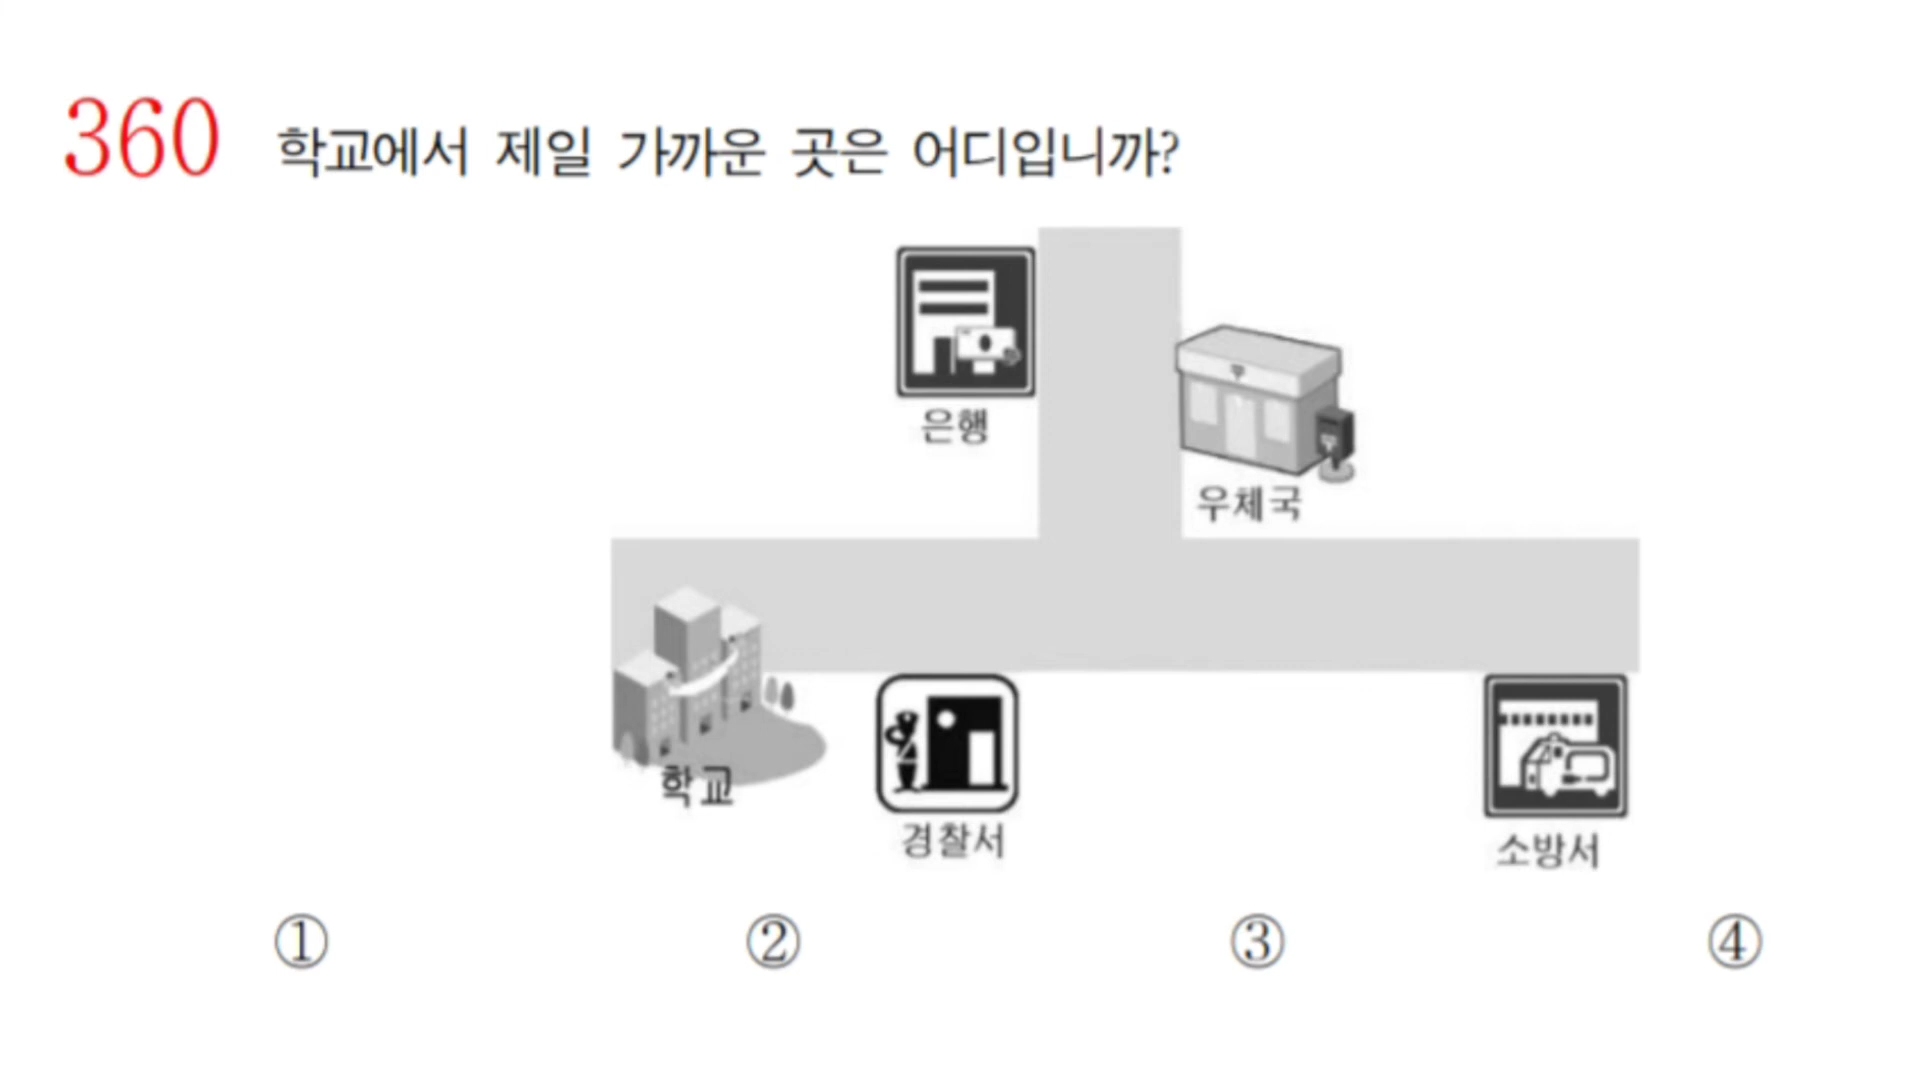 360 학교에서 제일 가까운 곳은 어디입니까?
은행
우체국
학교
경찰서
소방서
① ② ③ ④